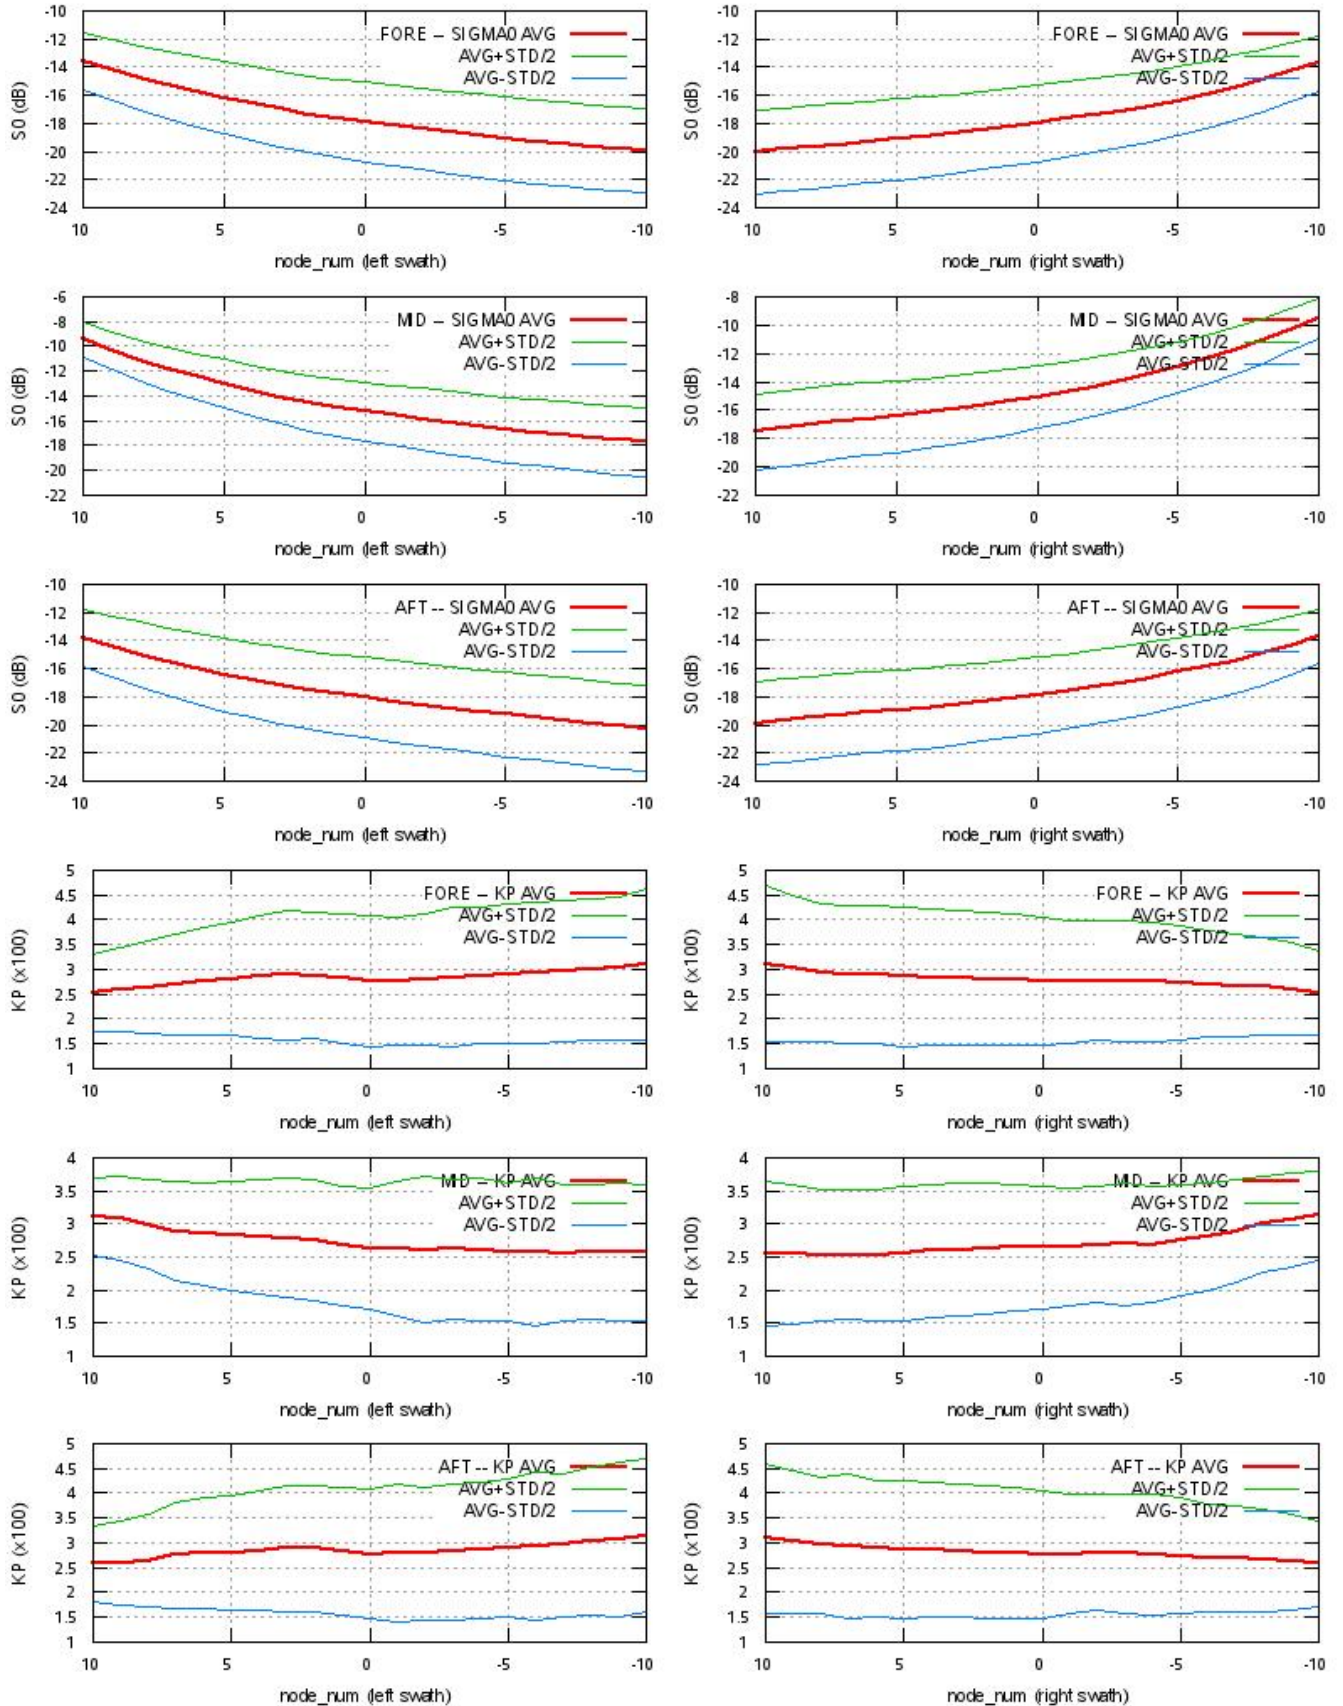 FORE – SIGMA0 AVG
AVG+STD/2
AVG-STD/2
S0 (dB)
-10
-12
-14
-16
-18
-20
-22
-24
10 5 0 -5 -10
node_num (left swath)
FORE – SIGMA0 AVG
AVG+STD/2
AVG-STD/2
S0 (dB)
-10
-12
-14
-16
-18
-20
-22
-24
10 5 0 -5 -10
node_num (right swath)
MID – SIGMA0 AVG
AVG+STD/2
AVG-STD/2
S0 (dB)
-6
-8
-10
-12
-14
-16
-18
-20
-22
10 5 0 -5 -10
node_num (left swath)
MID – SIGMA0 AVG
AVG+STD/2
AVG-STD/2
S0 (dB)
-8
-10
-12
-14
-16
-18
-20
-22
10 5 0 -5 -10
node_num (right swath)
AFT -- SIGMA0 AVG
AVG+STD/2
AVG-STD/2
S0 (dB)
-10
-12
-14
-16
-18
-20
-22
-24
10 5 0 -5 -10
node_num (left swath)
AFT -- SIGMA0 AVG
AVG+STD/2
AVG-STD/2
S0 (dB)
-10
-12
-14
-16
-18
-20
-22
-24
10 5 0 -5 -10
node_num (right swath)
FORE – KP AVG
AVG+STD/2
AVG-STD/2
KP (x100)
5
4.5
4
3.5
3
2.5
2
1.5
1
10 5 0 -5 -10
node_num (left swath)
FORE – KP AVG
AVG+STD/2
AVG-STD/2
KP (x100)
5
4.5
4
3.5
3
2.5
2
1.5
1
10 5 0 -5 -10
node_num (right swath)
MID – KP AVG
AVG+STD/2
AVG-STD/2
KP (x100)
4
3.5
3
2.5
2
1.5
1
10 5 0 -5 -10
node_num (left swath)
MID – KP AVG
AVG+STD/2
AVG-STD/2
KP (x100)
4
3.5
3
2.5
2
1.5
1
10 5 0 -5 -10
node_num (right swath)
AFT -- KP AVG
AVG+STD/2
AVG-STD/2
KP (x100)
5
4.5
4
3.5
3
2.5
2
1.5
1
10 5 0 -5 -10
node_num (left swath)
AFT -- KP AVG
AVG+STD/2
AVG-STD/2
KP (x100)
5
4.5
4
3.5
3
2.5
2
1.5
1
10 5 0 -5 -10
node_num (right swath)